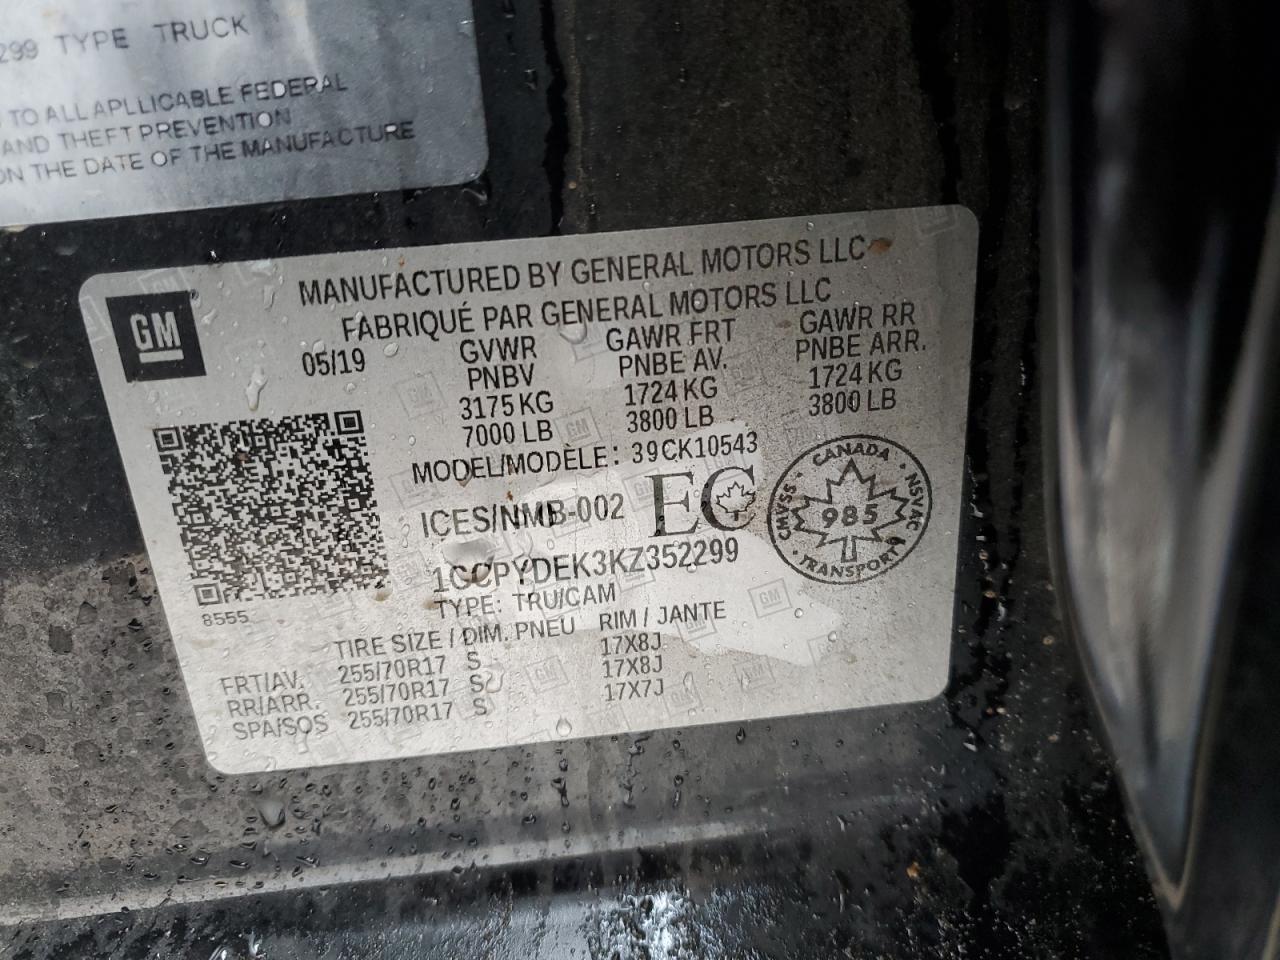 299 TYPE TRUCK
TO ALL APLLICABLE FEDERAL
AND THEFT PREVENTION
ON THE DATE OF THE MANUFACTURE
GM
MANUFACTURED BY GENERAL MOTORS LLC
FABRIQUÉ PAR GENERAL MOTORS LLC
05/19 GVWR GAWR FRT GAWR RR
PNBV PNBE AV. PNBE ARR.
3175 KG 1724 KG 1724 KG
7000 LB 3800 LB 3800 LB
MODEL/MODÈLE: 39CK10543
ICES/NMB-002 EC
CANADA
CMVSS NSVAC
985
TRANSPORT
1GCPYDEK3KZ352299
TYPE: TRU/CAM
8555
TIRE SIZE / DIM. PNEU RIM / JANTE
FRT/AV. 255/70R17 S 17X8J
RR/ARR. 255/70R17 S 17X8J
SPA/SOS 255/70R17 S 17X7J